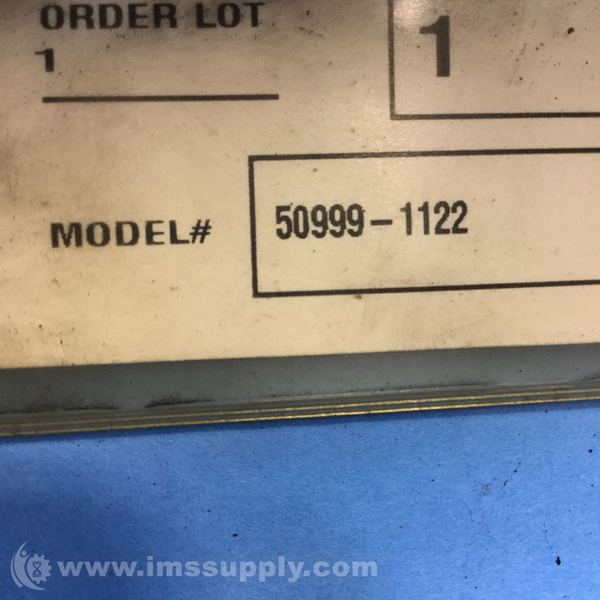 ORDER LOT
1
1
MODEL#
50999-1122
www.imssupply.com